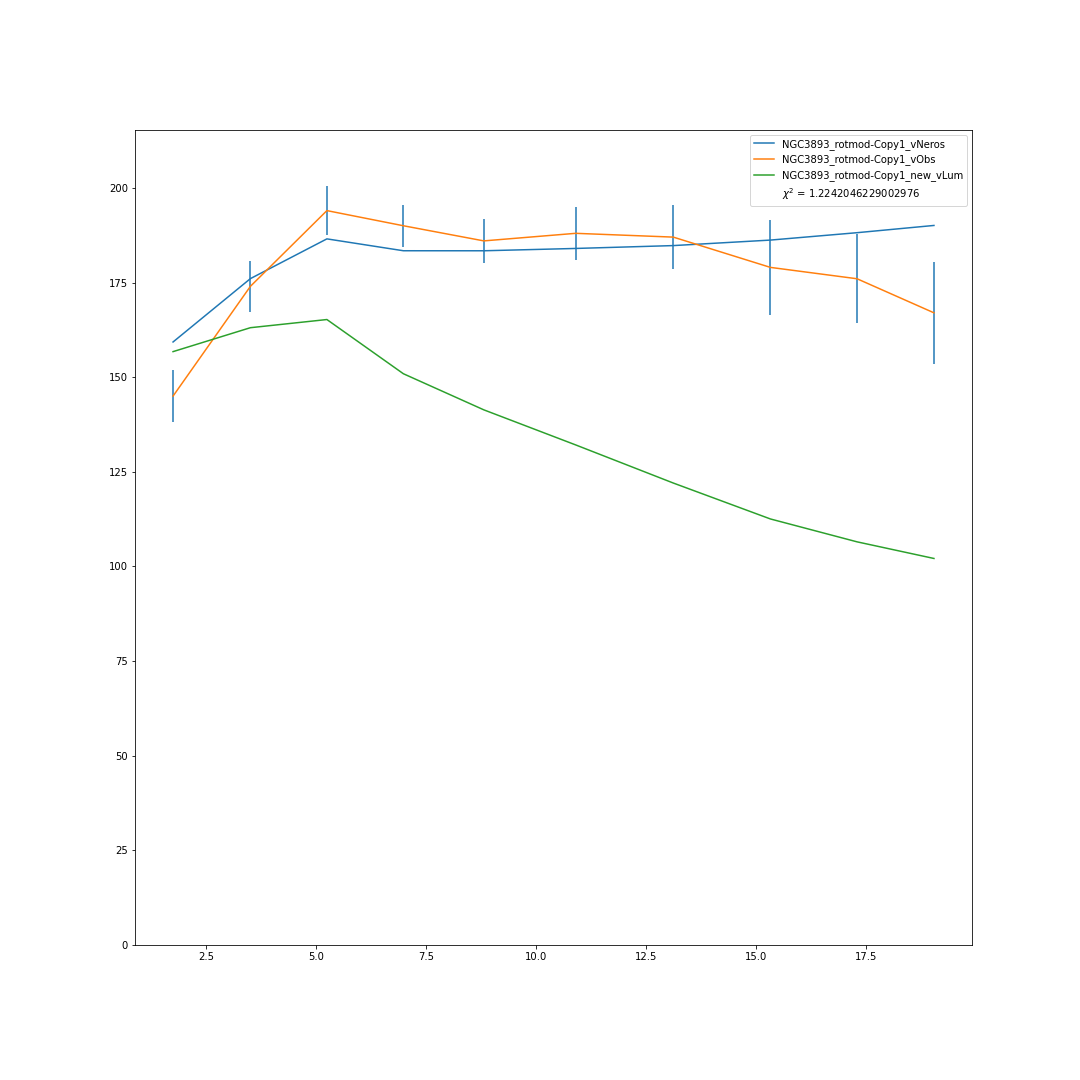 NGC3893_rotmod-Copy1_vNeros
NGC3893_rotmod-Copy1_vObs
NGC3893_rotmod-Copy1_new_vLum
χ² = 1.2242046229002976
200
175
150
125
100
75
50
25
0
2.5 5.0 7.5 10.0 12.5 15.0 17.5